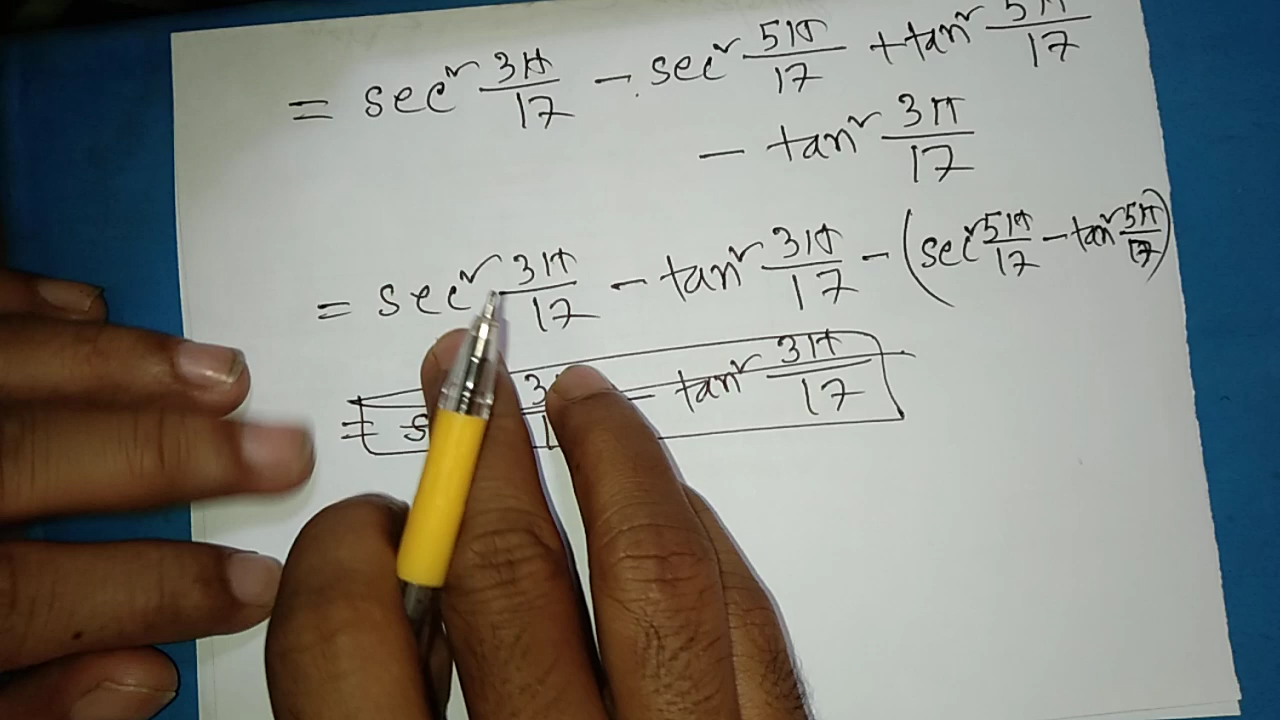 = sec² 3π/17 - sec² 5π/17 + tan² 5π/17
- tan² 3π/17
= sec² 3π/17 - tan² 3π/17 - (sec² 5π/17 - tan² 5π/17)
= - tan² 3π/17